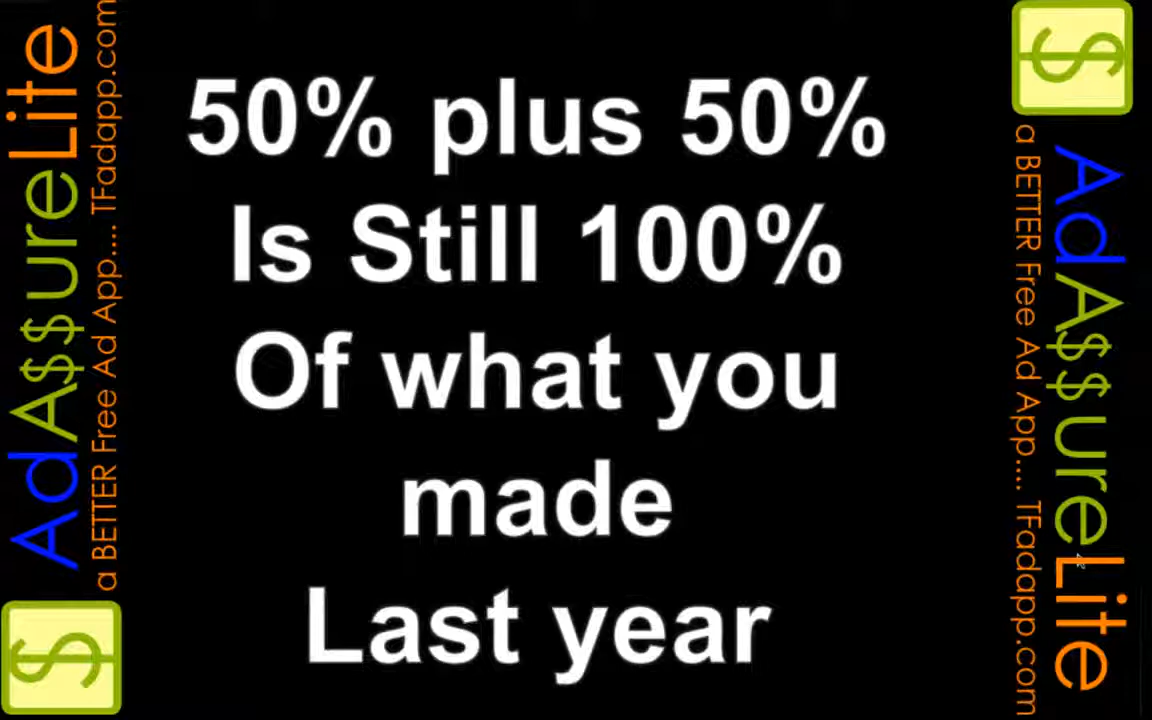 AdA$$ureLite
a BETTER Free Ad App.... TFadapp.com
50% plus 50%
Is Still 100%
Of what you
made
Last year
AdA$$ureLite
a BETTER Free Ad App.... TFadapp.com